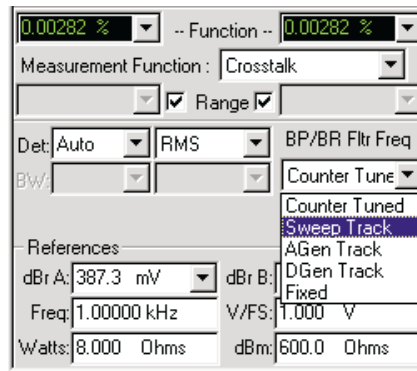 0.00282 % -- Function -- 0.00282 %
Measurement Function : Crosstalk
Range
Det: Auto RMS BP/BR Fltr Freq
BW: Counter Tune
Counter Tuned
Sweep Track
AGen Track
DGen Track
Fixed
References
dBr A: 387.3 mV dBr B:
Freq: 1.00000 kHz V/FS: 1.000 V
Watts: 8.000 Ohms dBm: 600.0 Ohms